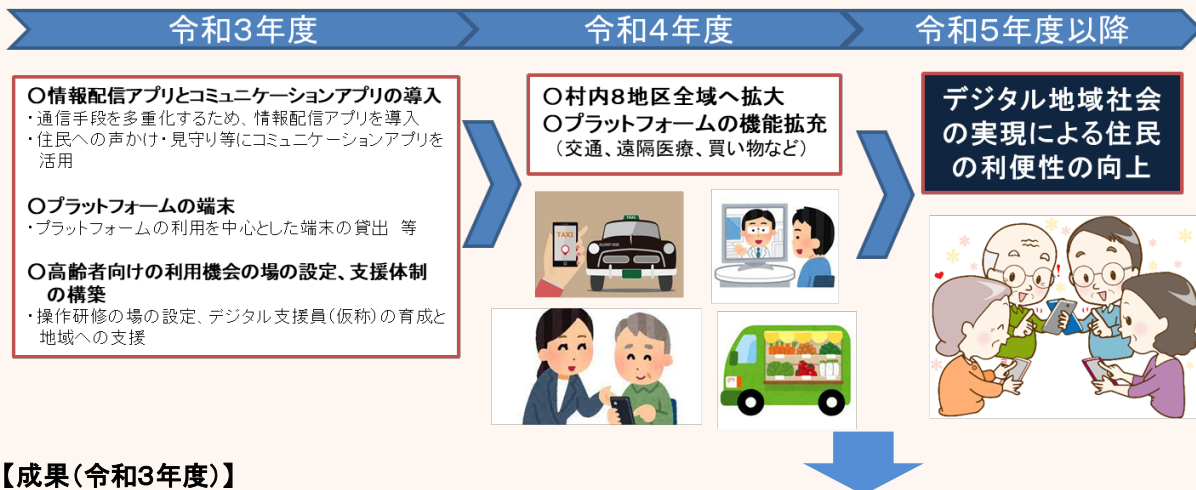 令和3年度
令和4年度
令和5年度以降
〇情報配信アプリとコミュニケーションアプリの導入
・通信手段を多重化するため、情報配信アプリを導入
・住民への声かけ・見守り等にコミュニケーションアプリを
活用
〇プラットフォームの端末
・プラットフォームの利用を中心とした端末の貸出 等
〇高齢者向けの利用機会の場の設定、支援体制
の構築
・操作研修の場の設定、デジタル支援員(仮称)の育成と
地域への支援
〇村内8地区全域へ拡大
〇プラットフォームの機能拡充
(交通、遠隔医療、買い物など)
TAXI
TAXI
デジタル地域社会
の実現による住民
の利便性の向上
【成果(令和3年度)】